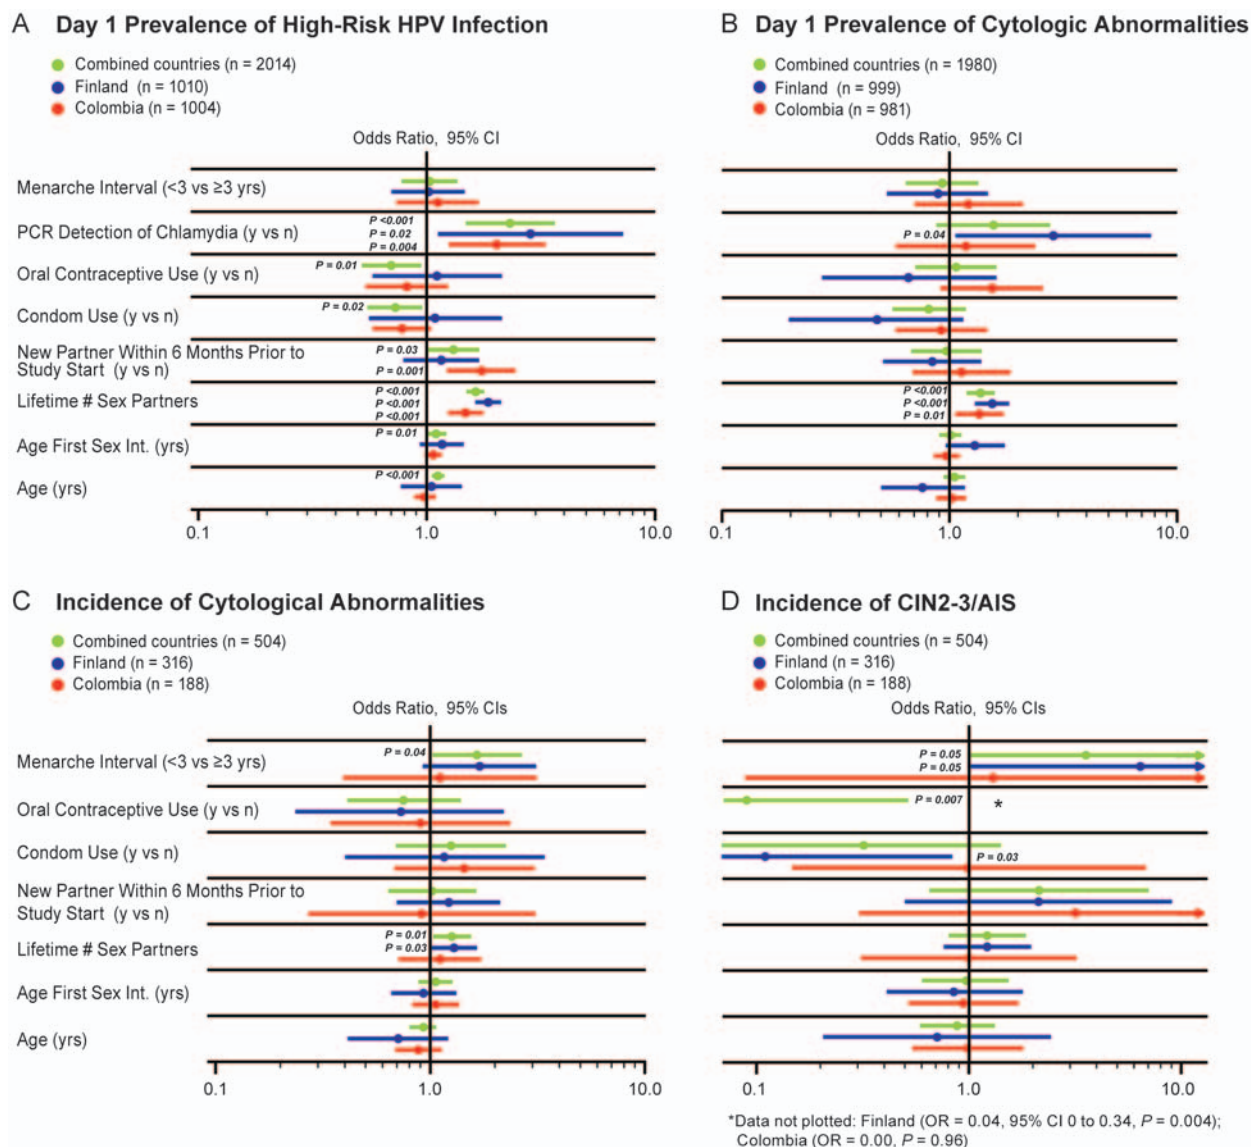 A Day 1 Prevalence of High-Risk HPV Infection
Combined countries (n = 2014)
Finland (n = 1010)
Colombia (n = 1004)
Odds Ratio, 95% CI
Menarche Interval (<3 vs ≥3 yrs)
PCR Detection of Chlamydia (y vs n)
P <0.001
P = 0.02
P = 0.004
Oral Contraceptive Use (y vs n)
P = 0.01
Condom Use (y vs n)
P = 0.02
New Partner Within 6 Months Prior to
Study Start (y vs n)
P = 0.03
P = 0.001
Lifetime # Sex Partners
P <0.001
P <0.001
P <0.001
Age First Sex Int. (yrs)
P = 0.01
Age (yrs)
P <0.001
0.1 1.0 10.0
B Day 1 Prevalence of Cytologic Abnormalities
Combined countries (n = 1980)
Finland (n = 999)
Colombia (n = 981)
Odds Ratio, 95% CI
P = 0.04
P <0.001
P <0.001
P = 0.01
0.1 1.0 10.0
C Incidence of Cytological Abnormalities
Combined countries (n = 504)
Finland (n = 316)
Colombia (n = 188)
Odds Ratio, 95% CIs
Menarche Interval (<3 vs ≥3 yrs)
P = 0.04
Oral Contraceptive Use (y vs n)
Condom Use (y vs n)
New Partner Within 6 Months Prior to
Study Start (y vs n)
Lifetime # Sex Partners
P = 0.01
P = 0.03
Age First Sex Int. (yrs)
Age (yrs)
0.1 1.0 10.0
D Incidence of CIN2-3/AIS
Combined countries (n = 504)
Finland (n = 316)
Colombia (n = 188)
Odds Ratio, 95% CIs
P = 0.05
P = 0.05
P = 0.007 *
P = 0.03
0.1 1.0 10.0
*Data not plotted: Finland (OR = 0.04, 95% CI 0 to 0.34, P = 0.004);
Colombia (OR = 0.00, P = 0.96)